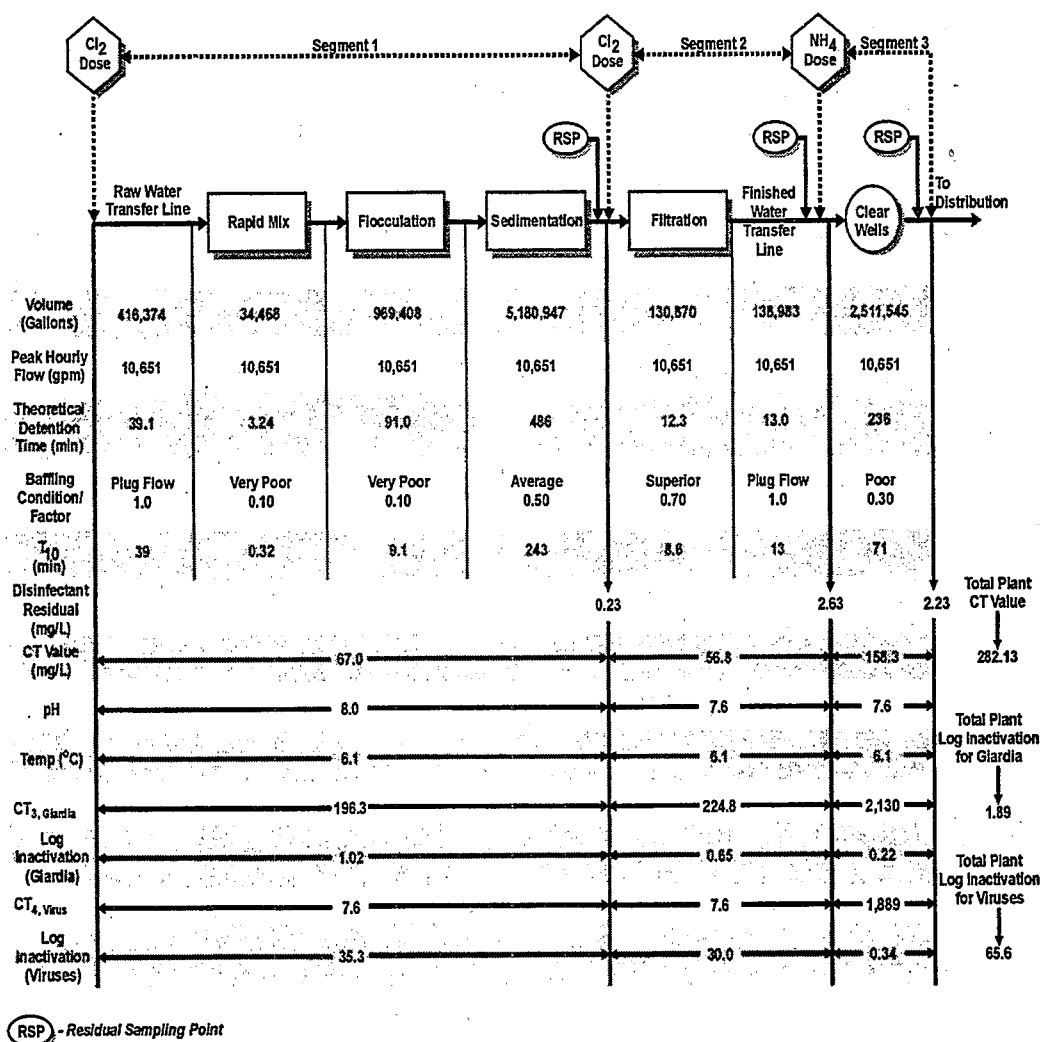 Cl2 Dose
Segment 1
Cl2 Dose
Segment 2
NH4 Dose
Segment 3
RSP
RSP
RSP
Raw Water
Transfer Line
Rapid Mix
Flocculation
Sedimentation
Filtration
Finished
Water
Transfer
Line
Clear
Wells
To
Distribution
Volume
(Gallons)
416,374 34,468 969,408 5,180,947 130,870 138,983 2,511,545
Peak Hourly
Flow (gpm)
10,651 10,651 10,651 10,651 10,651 10,651 10,651
Theoretical
Detention
Time (min)
39.1 3.24 91.0 486 12.3 13.0 236
Baffling
Condition/
Factor
Plug Flow Very Poor Very Poor Average Superior Plug Flow Poor
1.0 0.10 0.10 0.50 0.70 1.0 0.30
T10
(min)
39 0.32 9.1 243 8.6 13 71
Disinfectant
Residual
(mg/L)
0.23 2.63 2.23
Total Plant
CT Value
282.13
CT Value
(mg/L)
67.0 56.8 158.3
pH
8.0 7.6 7.6
Temp (°C)
6.1 6.1 6.1
Total Plant
Log Inactivation
for Giardia
1.89
CT3, Giardia
196.3 224.8 2,130
Log
Inactivation
(Giardia)
1.02 0.65 0.22
Total Plant
Log Inactivation
for Viruses
65.6
CT4, Virus
7.6 7.6 1,889
Log
Inactivation
(Viruses)
35.3 30.0 0.34
RSP - Residual Sampling Point